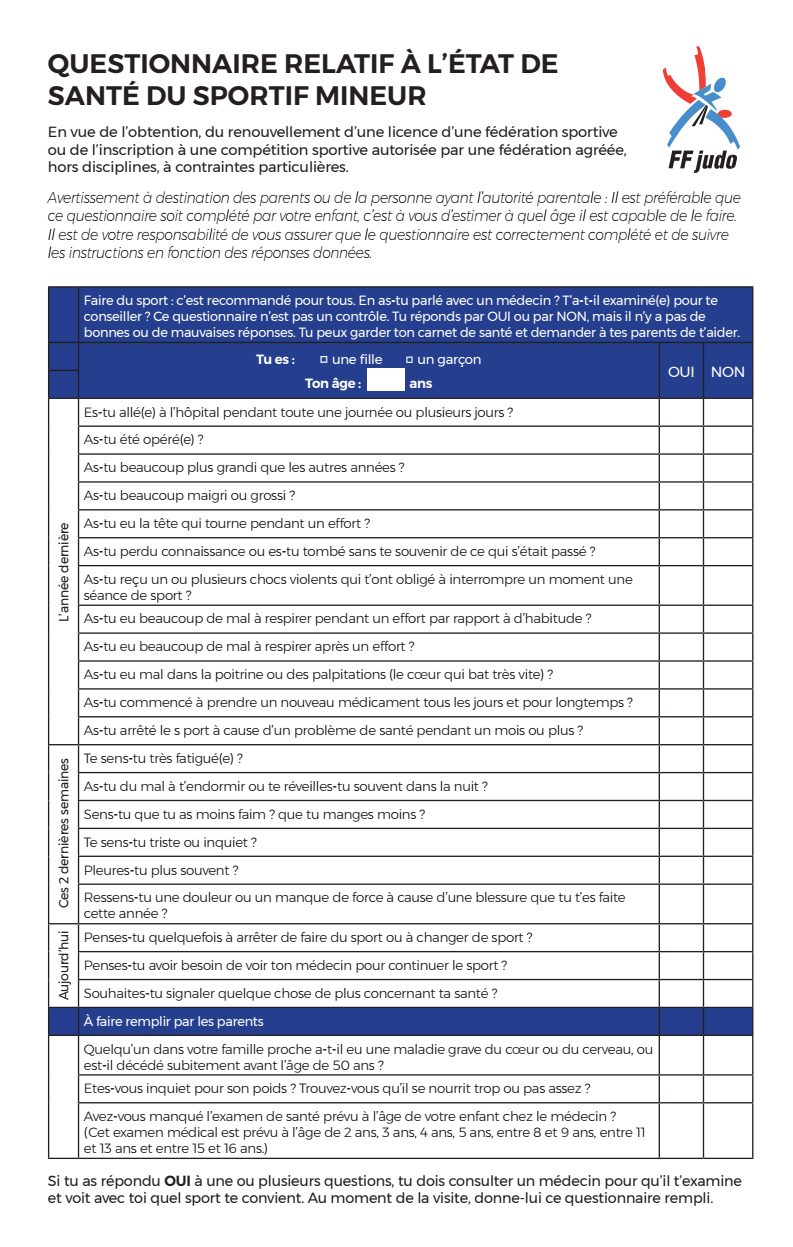 QUESTIONNAIRE RELATIF À L'ÉTAT DE
SANTÉ DU SPORTIF MINEUR
En vue de l'obtention, du renouvellement d'une licence d'une fédération sportive
ou de l'inscription à une compétition sportive autorisée par une fédération agréée,
hors disciplines, à contraintes particulières.
FF judo
Avertissement à destination des parents ou de la personne ayant l'autorité parentale : Il est préférable que
ce questionnaire soit complété par votre enfant, c'est à vous d'estimer à quel âge il est capable de le faire.
Il est de votre responsabilité de vous assurer que le questionnaire est correctement complété et de suivre
les instructions en fonction des réponses données.
Faire du sport : c'est recommandé pour tous. En as-tu parlé avec un médecin ? T'a-t-il examiné(e) pour te
conseiller ? Ce questionnaire n'est pas un contrôle. Tu réponds par OUI ou par NON, mais il n'y a pas de
bonnes ou de mauvaises réponses. Tu peux garder ton carnet de santé et demander à tes parents de t'aider.
Tu es : □ une fille □ un garçon
Ton âge : ans
OUI NON
L'année dernière
Es-tu allé(e) à l'hôpital pendant toute une journée ou plusieurs jours ?
As-tu été opéré(e) ?
As-tu beaucoup plus grandi que les autres années ?
As-tu beaucoup maigri ou grossi ?
As-tu eu la tête qui tourne pendant un effort ?
As-tu perdu connaissance ou es-tu tombé sans te souvenir de ce qui s'était passé ?
As-tu reçu un ou plusieurs chocs violents qui t'ont obligé à interrompre un moment une
séance de sport ?
As-tu eu beaucoup de mal à respirer pendant un effort par rapport à d'habitude ?
As-tu eu beaucoup de mal à respirer après un effort ?
As-tu eu mal dans la poitrine ou des palpitations (le cœur qui bat très vite) ?
As-tu commencé à prendre un nouveau médicament tous les jours et pour longtemps ?
As-tu arrêté le s port à cause d'un problème de santé pendant un mois ou plus ?
Ces 2 dernières semaines
Te sens-tu très fatigué(e) ?
As-tu du mal à t'endormir ou te réveilles-tu souvent dans la nuit ?
Sens-tu que tu as moins faim ? que tu manges moins ?
Te sens-tu triste ou inquiet ?
Pleures-tu plus souvent ?
Ressens-tu une douleur ou un manque de force à cause d'une blessure que tu t'es faite
cette année ?
Aujourd'hui
Penses-tu quelquefois à arrêter de faire du sport ou à changer de sport ?
Penses-tu avoir besoin de voir ton médecin pour continuer le sport ?
Souhaites-tu signaler quelque chose de plus concernant ta santé ?
À faire remplir par les parents
Quelqu'un dans votre famille proche a-t-il eu une maladie grave du cœur ou du cerveau, ou
est-il décédé subitement avant l'âge de 50 ans ?
Etes-vous inquiet pour son poids ? Trouvez-vous qu'il se nourrit trop ou pas assez ?
Avez-vous manqué l'examen de santé prévu à l'âge de votre enfant chez le médecin ?
(Cet examen médical est prévu à l'âge de 2 ans, 3 ans, 4 ans, 5 ans, entre 8 et 9 ans, entre 11
et 13 ans et entre 15 et 16 ans.)
Si tu as répondu OUI à une ou plusieurs questions, tu dois consulter un médecin pour qu'il t'examine
et voit avec toi quel sport te convient. Au moment de la visite, donne-lui ce questionnaire rempli.